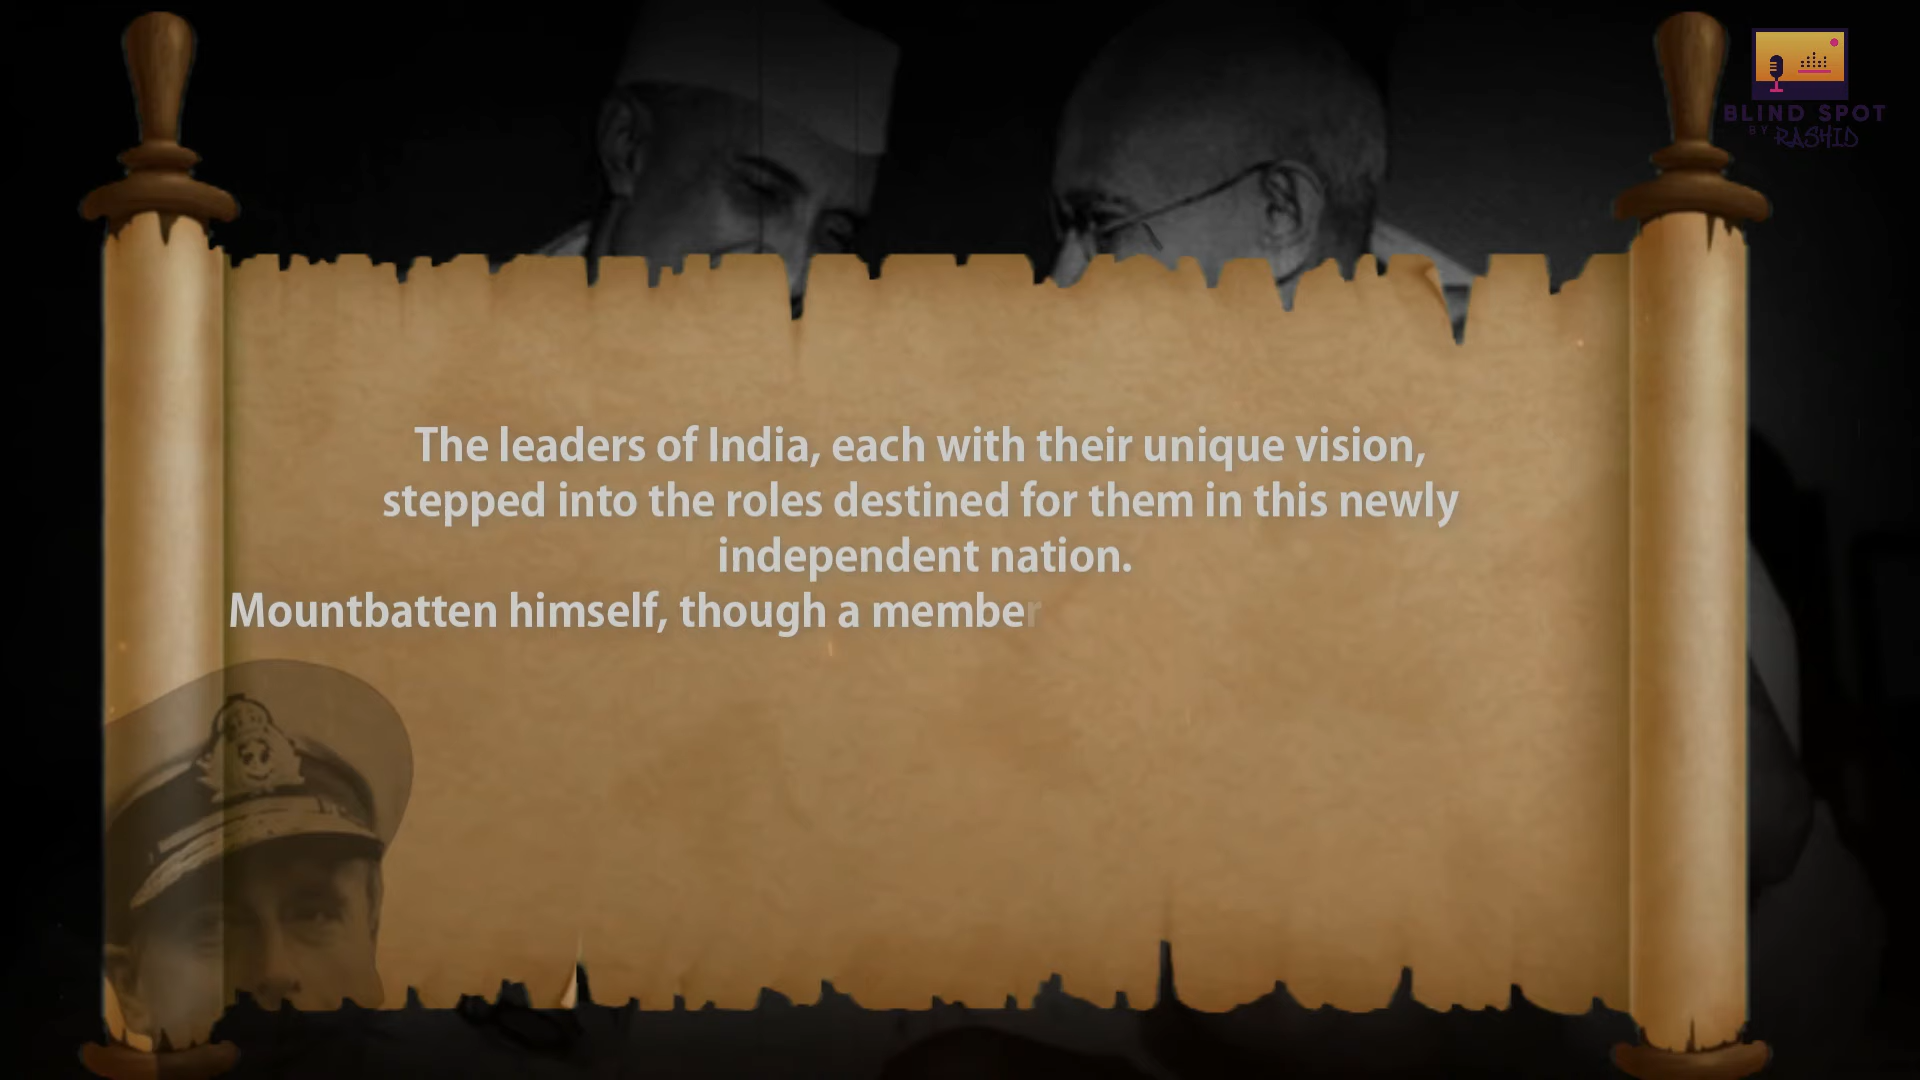 BLIND SPOT
BY RASHID
The leaders of India, each with their unique vision,
stepped into the roles destined for them in this newly
independent nation.
Mountbatten himself, though a member